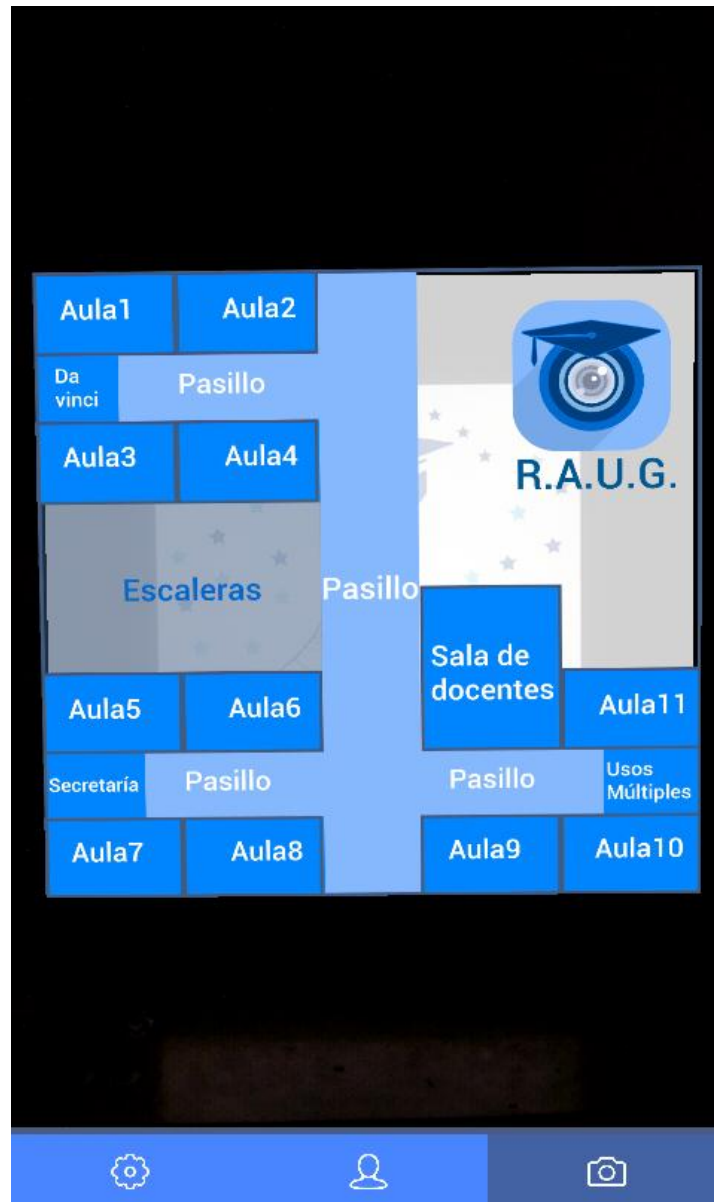 Aula1
Aula2
Da
vinci
Pasillo
Aula3
Aula4
R.A.U.G.
Escaleras
Pasillo
Sala de
docentes
Aula5
Aula6
Aula11
Secretaría
Pasillo
Pasillo
Usos
Múltiples
Aula7
Aula8
Aula9
Aula10